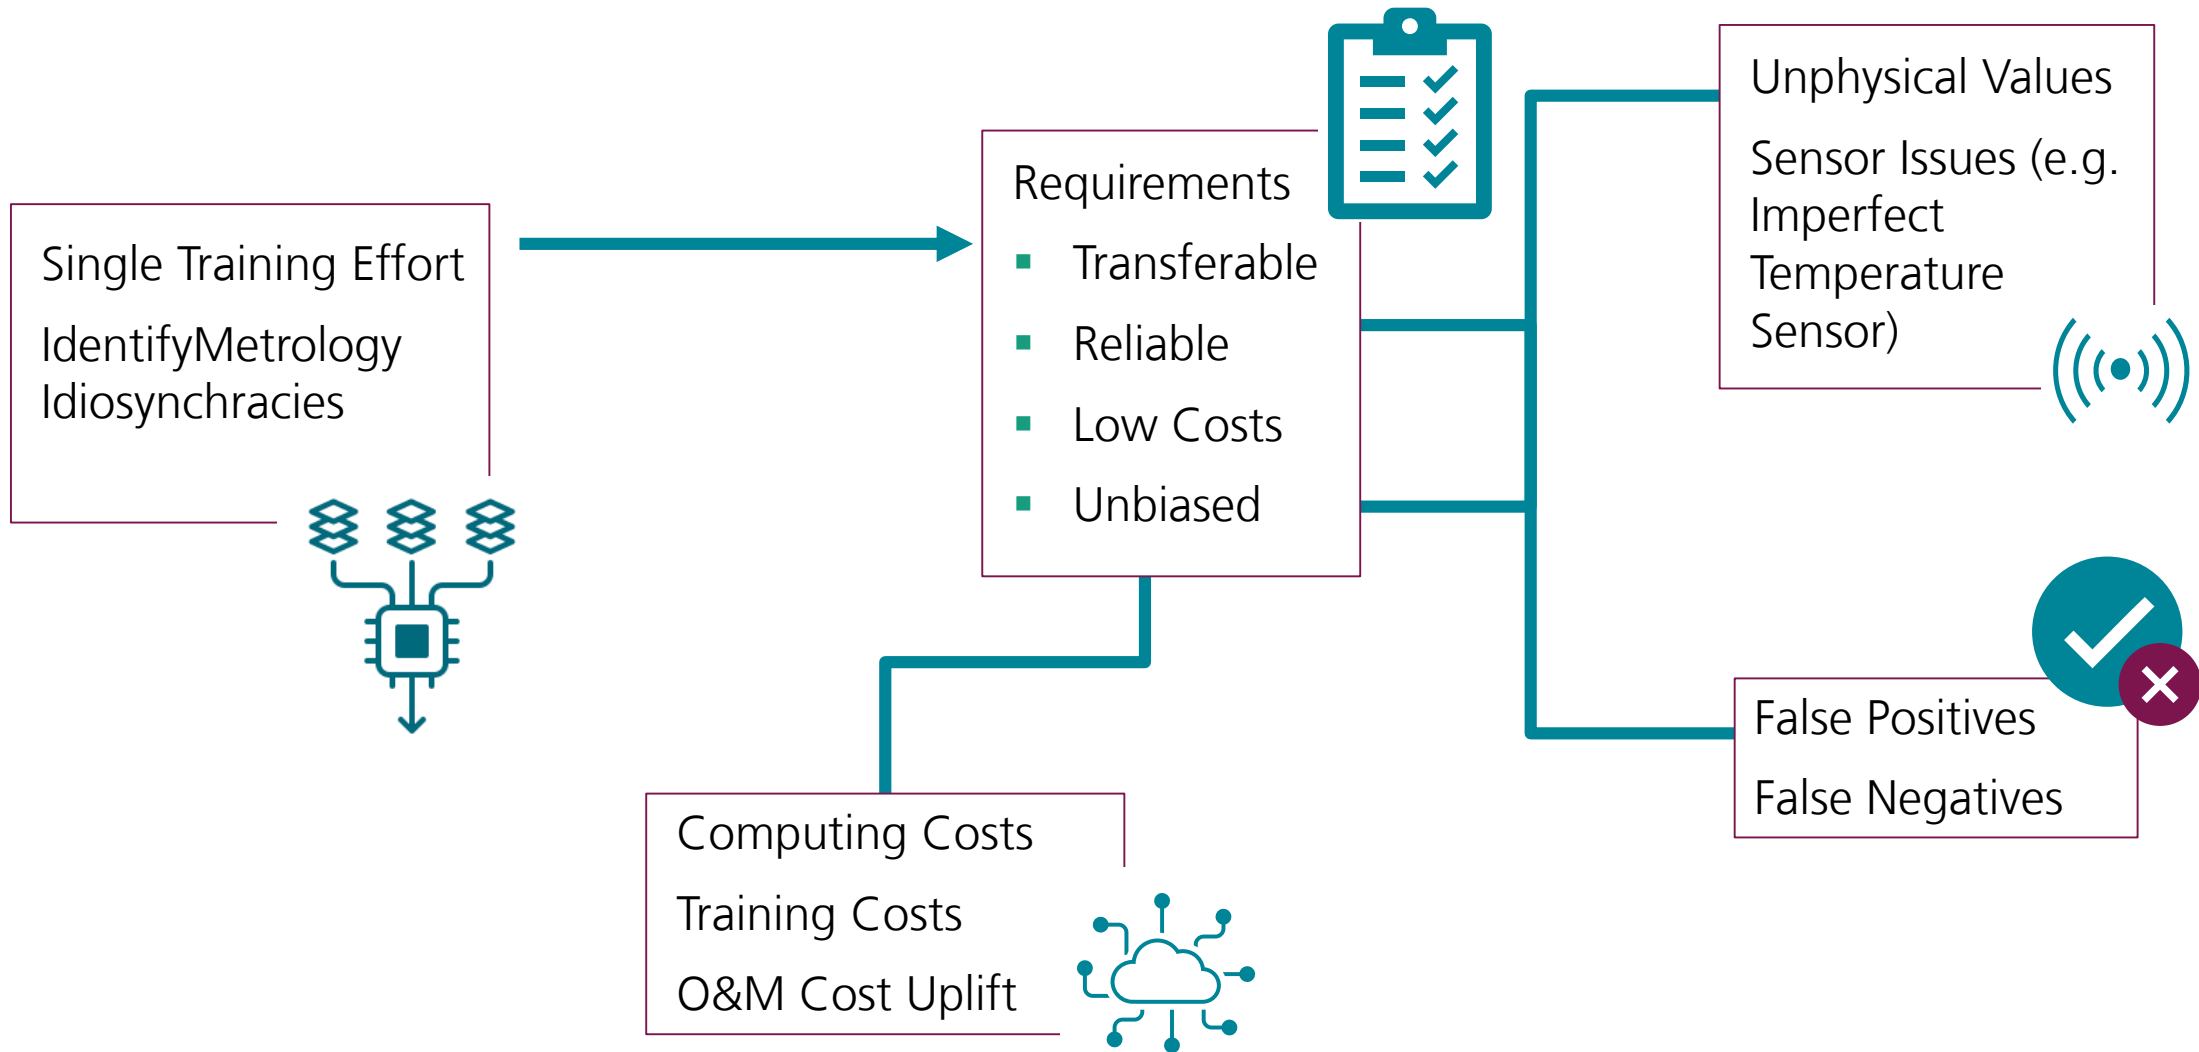 Single Training Effort
IdentifyMetrology
Idiosynchracies
Requirements
Transferable
Reliable
Low Costs
Unbiased
Unphysical Values
Sensor Issues (e.g.
Imperfect
Temperature
Sensor)
False Positives
False Negatives
Computing Costs
Training Costs
O&M Cost Uplift